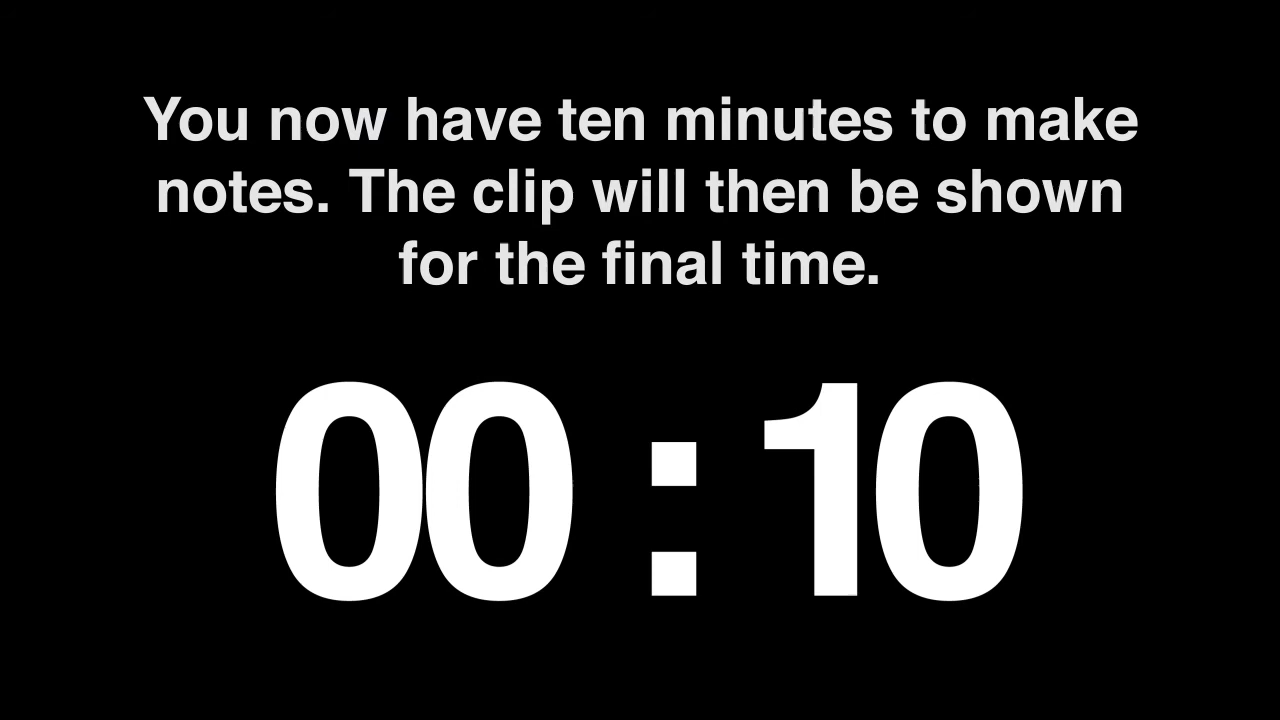 You now have ten minutes to make
notes. The clip will then be shown
for the final time.
00 : 10